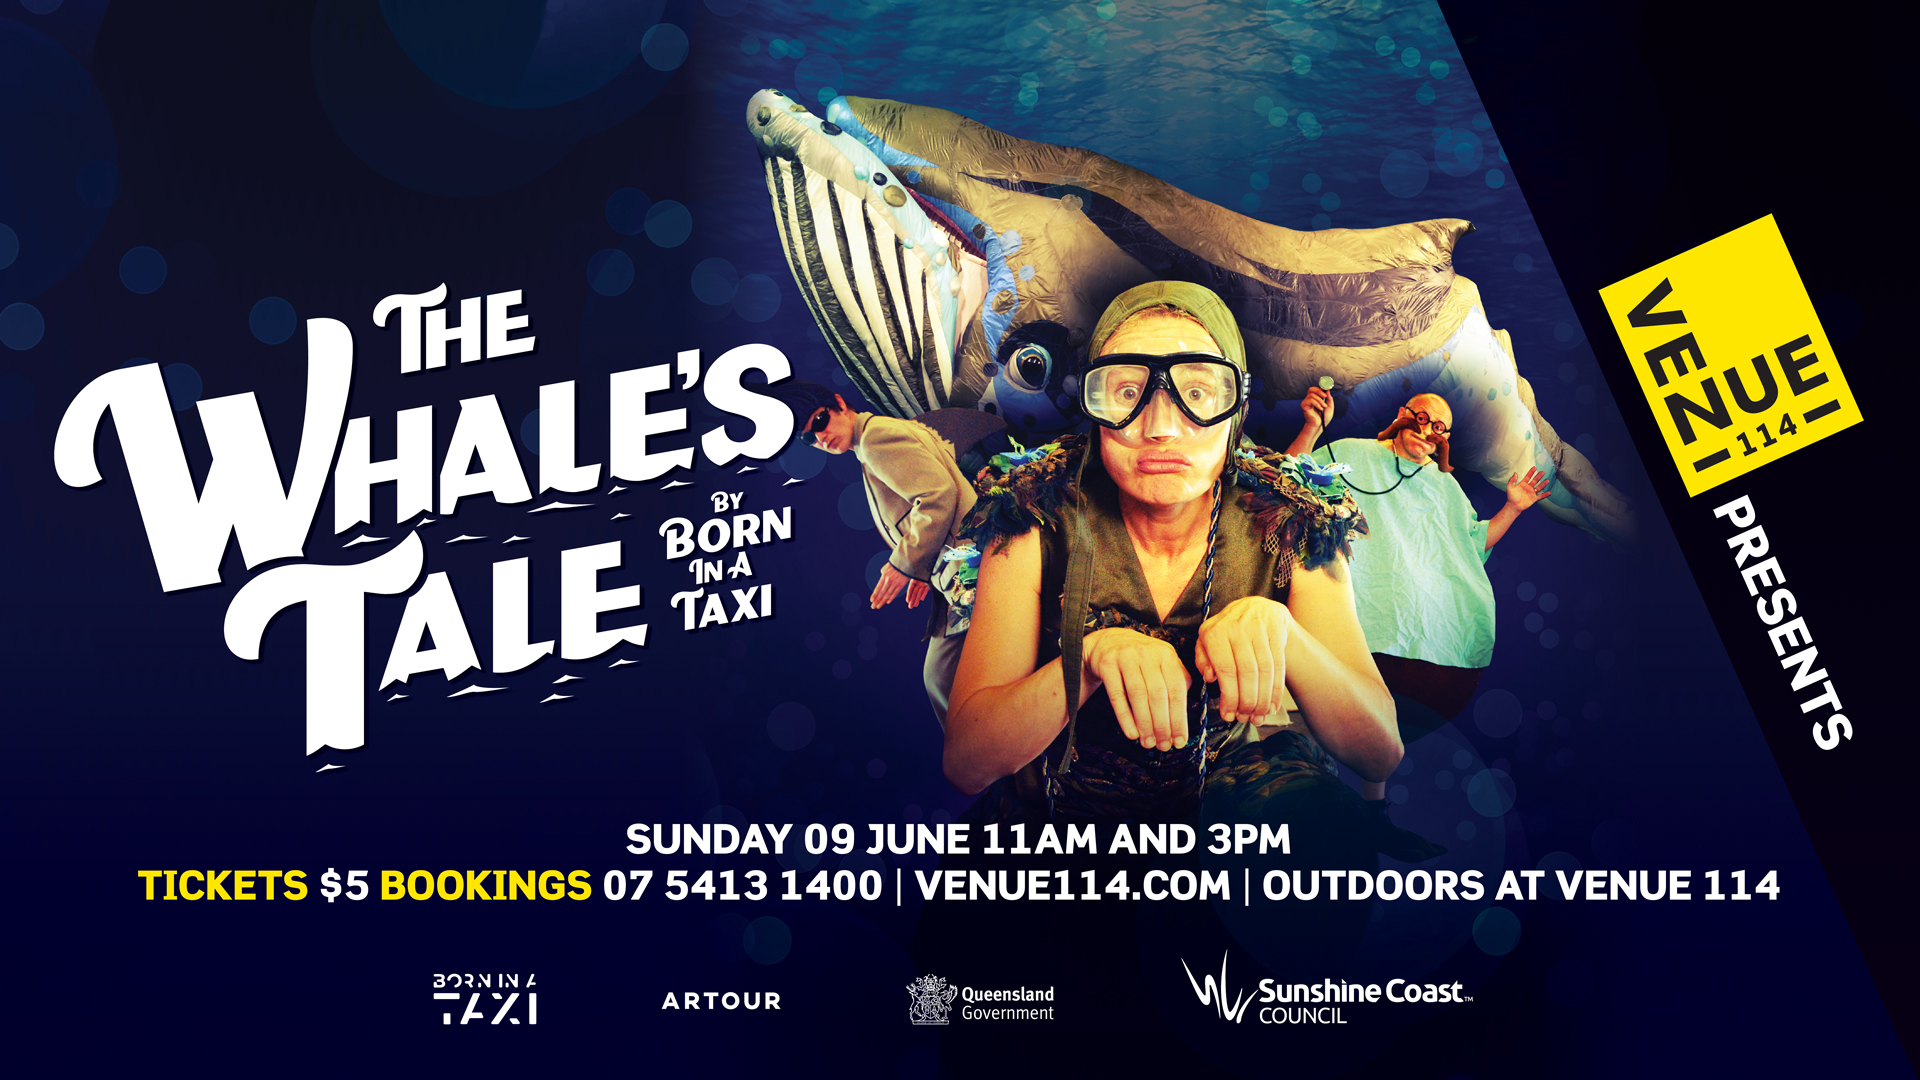 THE
WHALE'S
TALE
BY
BORN
IN A
TAXI
VENUE
114
PRESENTS
SUNDAY 09 JUNE 11AM AND 3PM
TICKETS $5 BOOKINGS 07 5413 1400 | VENUE114.COM | OUTDOORS AT VENUE 114
BORN IN A
TAXI
ARTOUR
Queensland
Government
Sunshine Coast™
COUNCIL